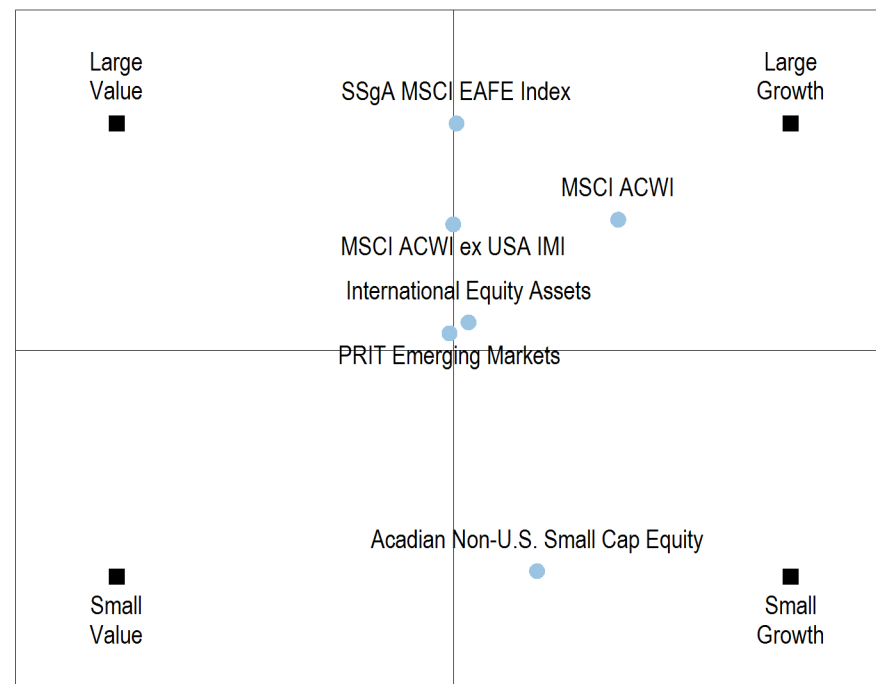 Large
Value
Large
Growth
SSgA MSCI EAFE Index
MSCI ACWI
MSCI ACWI ex USA IMI
International Equity Assets
PRIT Emerging Markets
Acadian Non-U.S. Small Cap Equity
Small
Value
Small
Growth